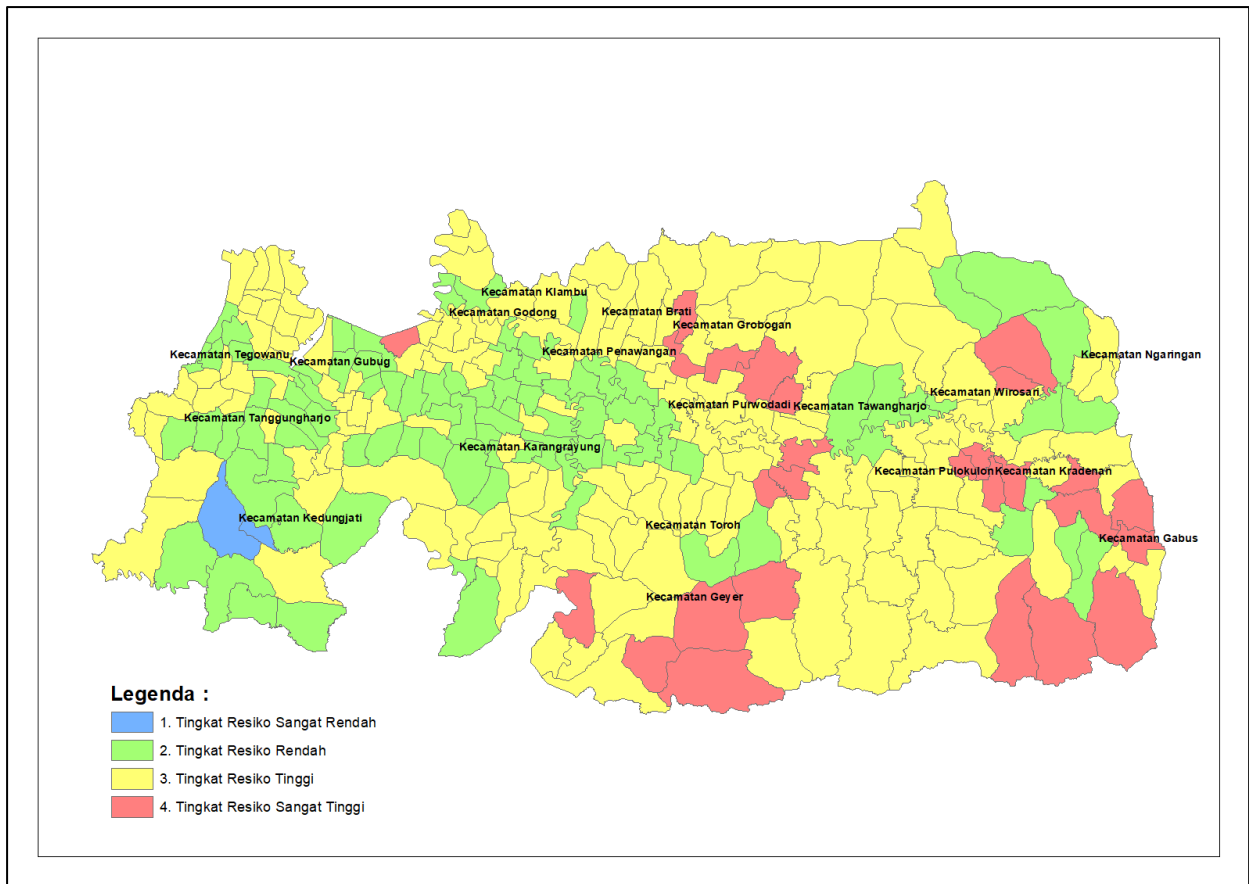 Kecamatan Klambu
Kecamatan Godong
Kecamatan Brati
Kecamatan Grobogan
Kecamatan Tegowanu
Kecamatan Gubug
Kecamatan Penawangan
Kecamatan Ngaringan
Kecamatan Wirosari
Kecamatan Purwodadi
Kecamatan Tawangharjo
Kecamatan Tanggungharjo
Kecamatan Karangrayung
Kecamatan Pulokulon
Kecamatan Kradenan
Kecamatan Kedungjati
Kecamatan Toroh
Kecamatan Gabus
Kecamatan Geyer
Legenda :
1. Tingkat Resiko Sangat Rendah
2. Tingkat Resiko Rendah
3. Tingkat Resiko Tinggi
4. Tingkat Resiko Sangat Tinggi